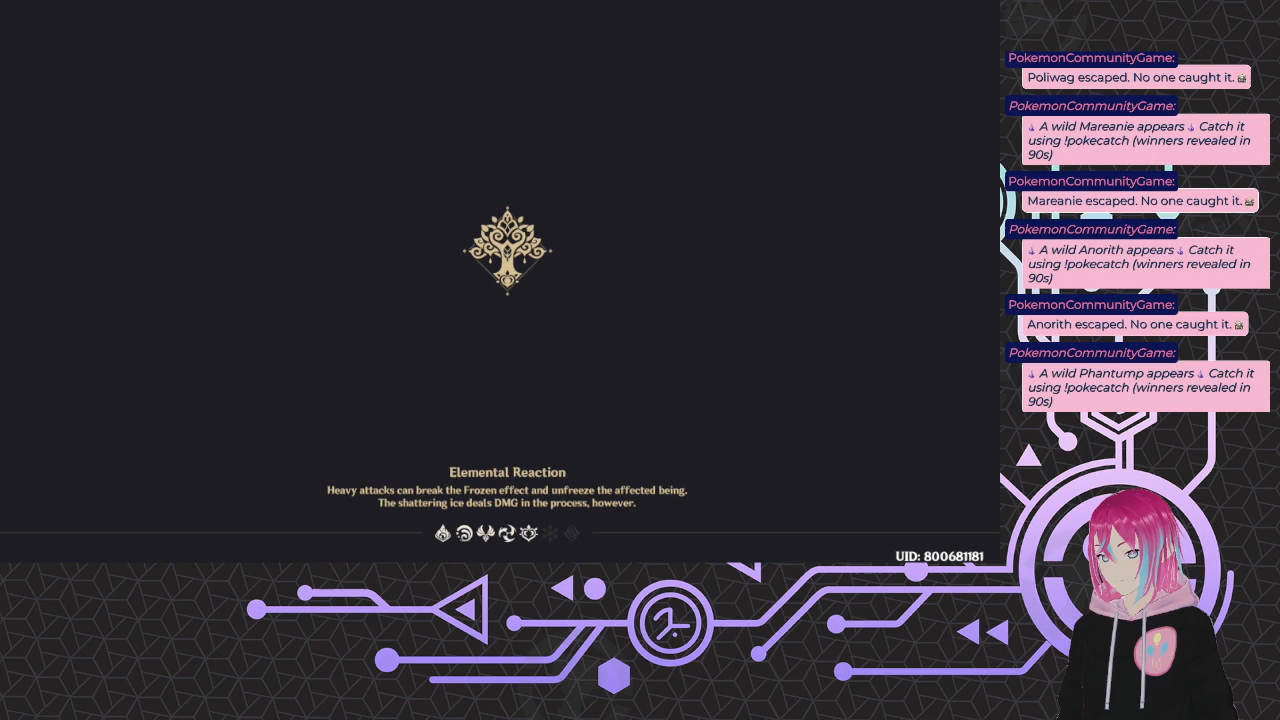 PokemonCommunityGame:
Poliwag escaped. No one caught it.
PokemonCommunityGame:
A wild Mareanie appears Catch it
using !pokecatch (winners revealed in
90s)
PokemonCommunityGame:
Mareanie escaped. No one caught it.
PokemonCommunityGame:
A wild Anorith appears Catch it
using !pokecatch (winners revealed in
90s)
PokemonCommunityGame:
Anorith escaped. No one caught it.
PokemonCommunityGame:
A wild Phantump appears Catch it
using !pokecatch (winners revealed in
90s)
Elemental Reaction
Heavy attacks can break the Frozen effect and unfreeze the affected being.
The shattering ice deals DMG in the process, however.
UID: 800681181